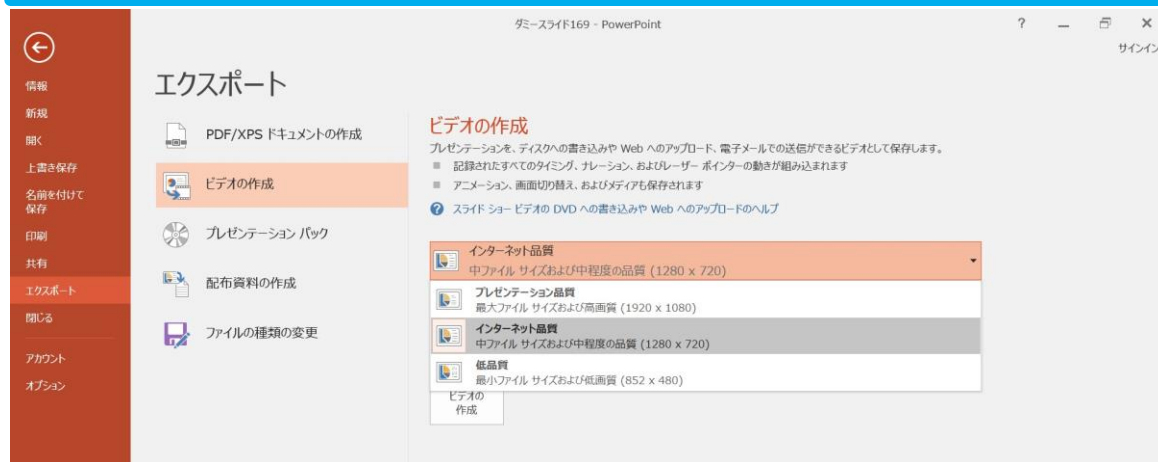 ダミースライド169 - PowerPoint
?
サインイン
情報
新規
開く
上書き保存
名前を付けて
保存
印刷
共有
エクスポート
閉じる
アカウント
オプション
エクスポート
PDF/XPS ドキュメントの作成
ビデオの作成
プレゼンテーション パック
配布資料の作成
ファイルの種類の変更
ビデオの作成
プレゼンテーションを、ディスクへの書き込みや Web へのアップロード、電子メールでの送信ができるビデオとして保存します。
記録されたすべてのタイミング、ナレーション、およびレーザー ポインターの動きが組み込まれます
アニメーション、画面切り替え、およびメディアも保存されます
スライド ショー ビデオの DVD への書き込みや Web へのアップロードのヘルプ
インターネット品質
中ファイル サイズおよび中程度の品質 (1280 x 720)
プレゼンテーション品質
最大ファイル サイズおよび高画質 (1920 x 1080)
インターネット品質
中ファイル サイズおよび中程度の品質 (1280 x 720)
低品質
最小ファイル サイズおよび低画質 (852 x 480)
ビデオの
作成